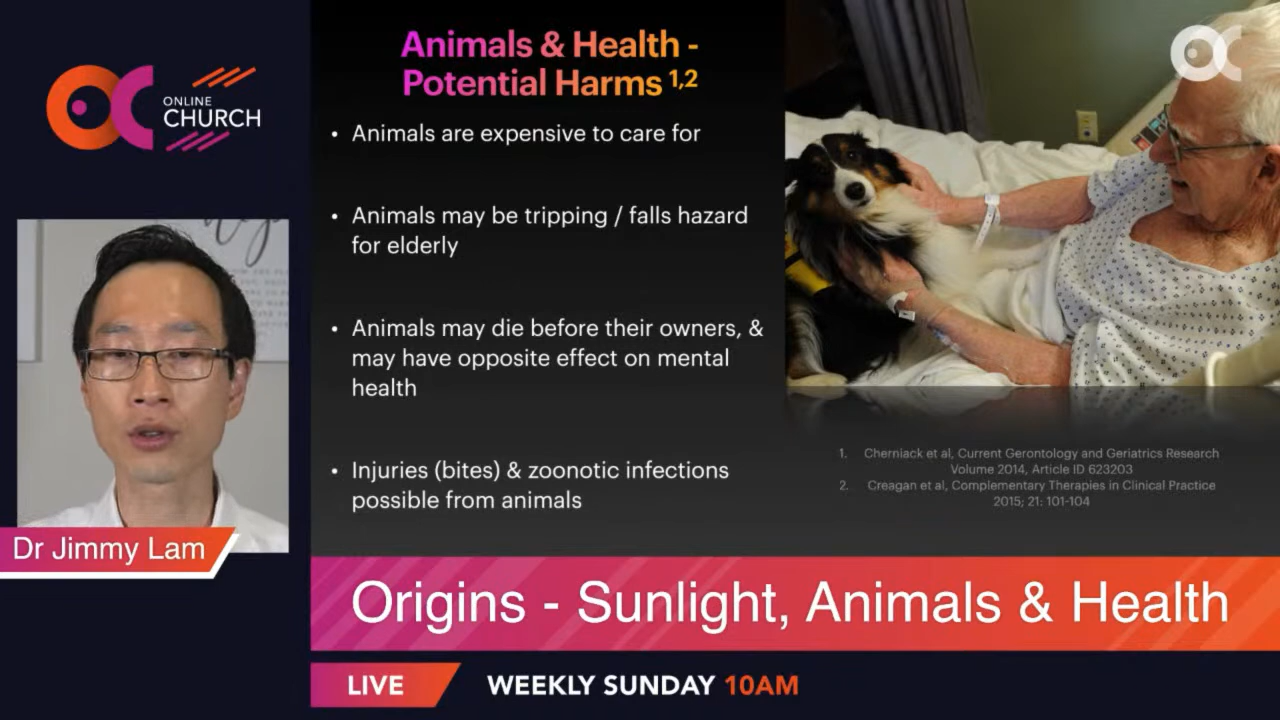 ONLINE
CHURCH
Dr Jimmy Lam
Animals & Health -
Potential Harms 1,2
• Animals are expensive to care for
• Animals may be tripping / falls hazard
for elderly
• Animals may die before their owners, &
may have opposite effect on mental
health
• Injuries (bites) & zoonotic infections
possible from animals
1. Cherniack et al, Current Gerontology and Geriatrics Research
Volume 2014, Article ID 623203
2. Creagan et al, Complementary Therapies in Clinical Practice
2015; 21: 101-104
Origins - Sunlight, Animals & Health
LIVE
WEEKLY SUNDAY 10AM